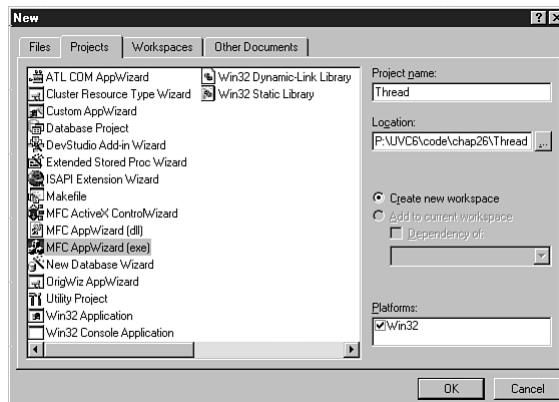 New
Files Projects Workspaces Other Documents
ATL COM AppWizard
Cluster Resource Type Wizard
Custom AppWizard
Database Project
DevStudio Add-in Wizard
Extended Stored Proc Wizard
ISAPI Extension Wizard
Makefile
MFC ActiveX ControlWizard
MFC AppWizard (dll)
MFC AppWizard (exe)
New Database Wizard
OrigWiz AppWizard
Utility Project
Win32 Application
Win32 Console Application
Win32 Dynamic-Link Library
Win32 Static Library
Project name:
Thread
Location:
P:\UVC6\code\chap26\Thread
...
Create new workspace
Add to current workspace
Dependency of:
Platforms:
Win32
OK Cancel